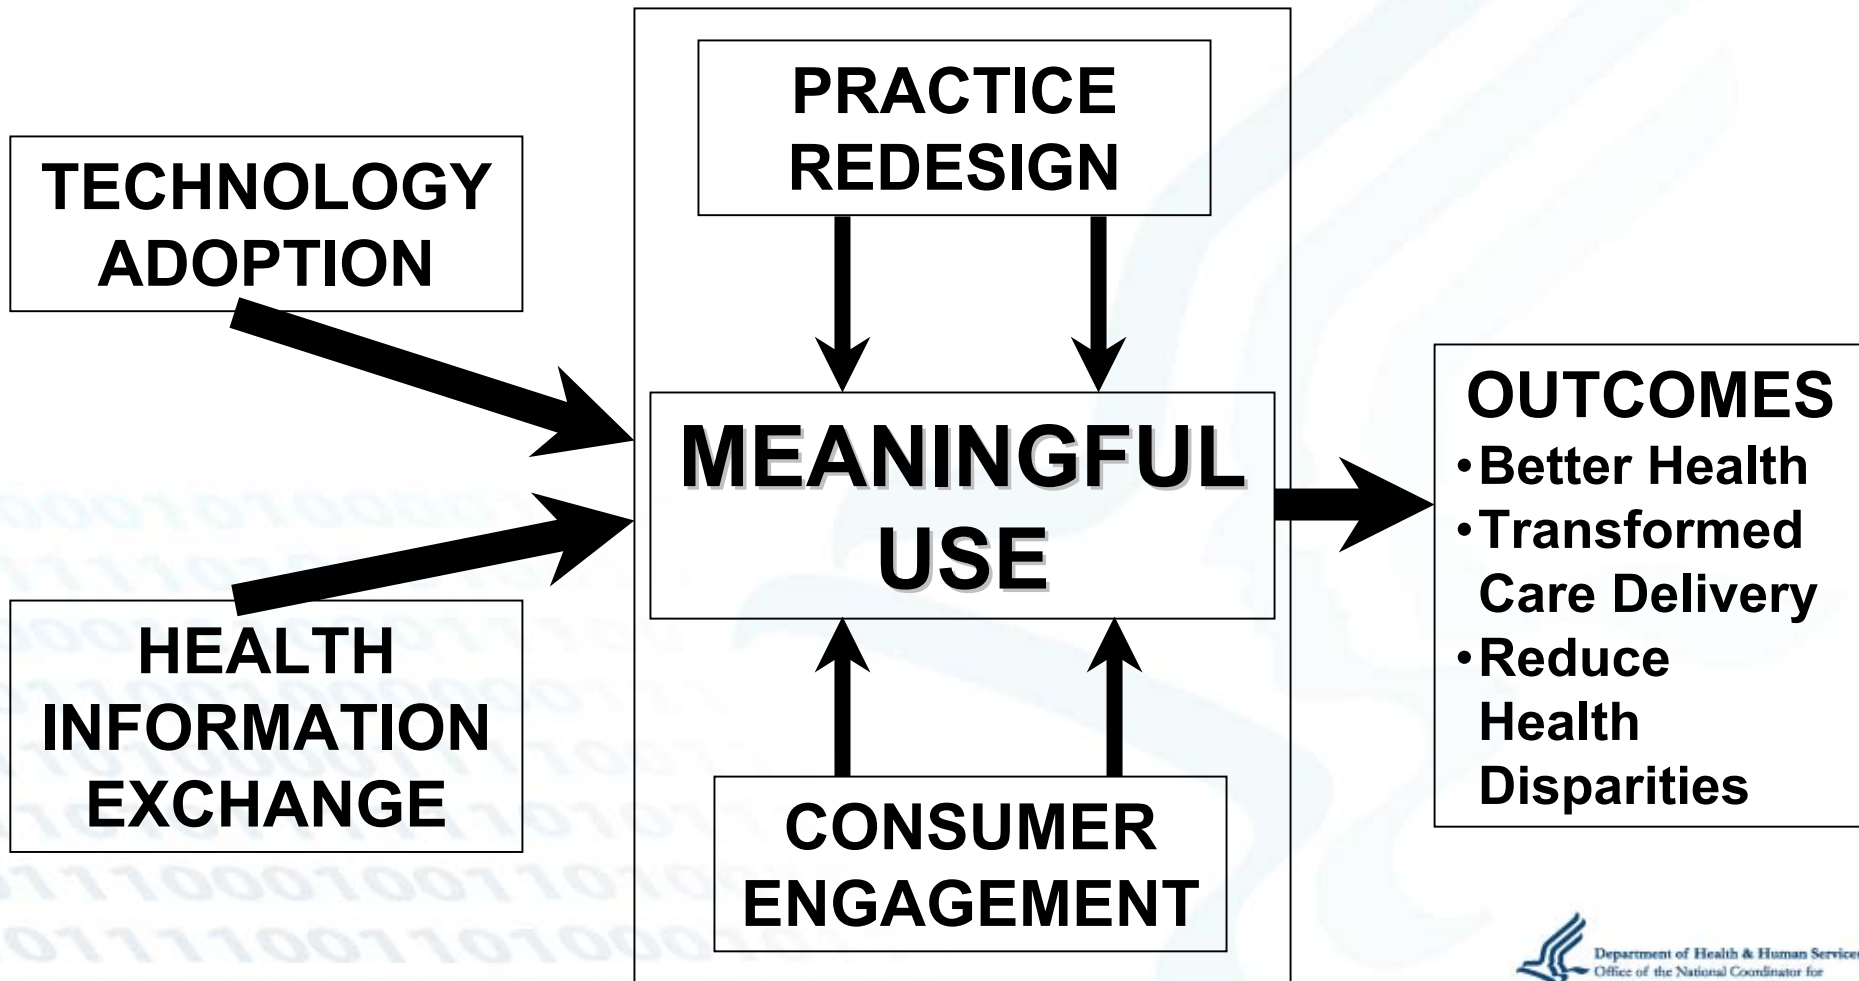 TECHNOLOGY
ADOPTION
HEALTH
INFORMATION
EXCHANGE
PRACTICE
REDESIGN
MEANINGFUL
USE
CONSUMER
ENGAGEMENT
OUTCOMES
•Better Health
•Transformed
Care Delivery
•Reduce
Health
Disparities
Department of Health & Human Services
Office of the National Coordinator for